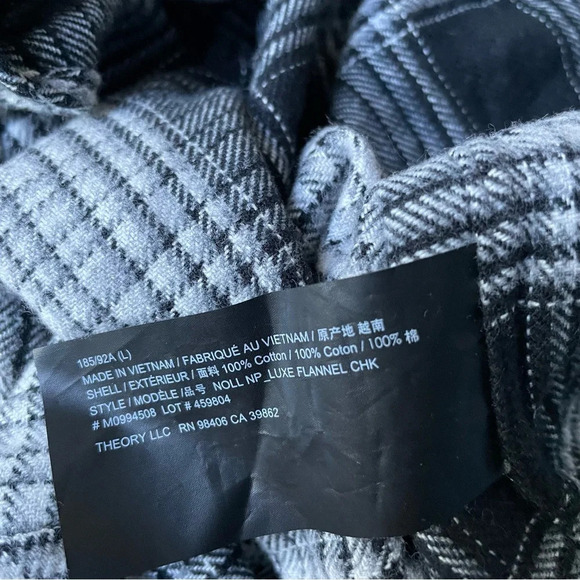 185/92A (L)
MADE IN VIETNAM / FABRIQUÉ AU VIETNAM / 原产地 越南
SHELL / EXTÉRIEUR / 面料 100% Cotton / 100% Coton / 100% 棉
STYLE / MODÈLE /品号 NOLL NP _LUXE FLANNEL CHK
# M0994508 LOT # 459804
THEORY LLC RN 98406 CA 39862